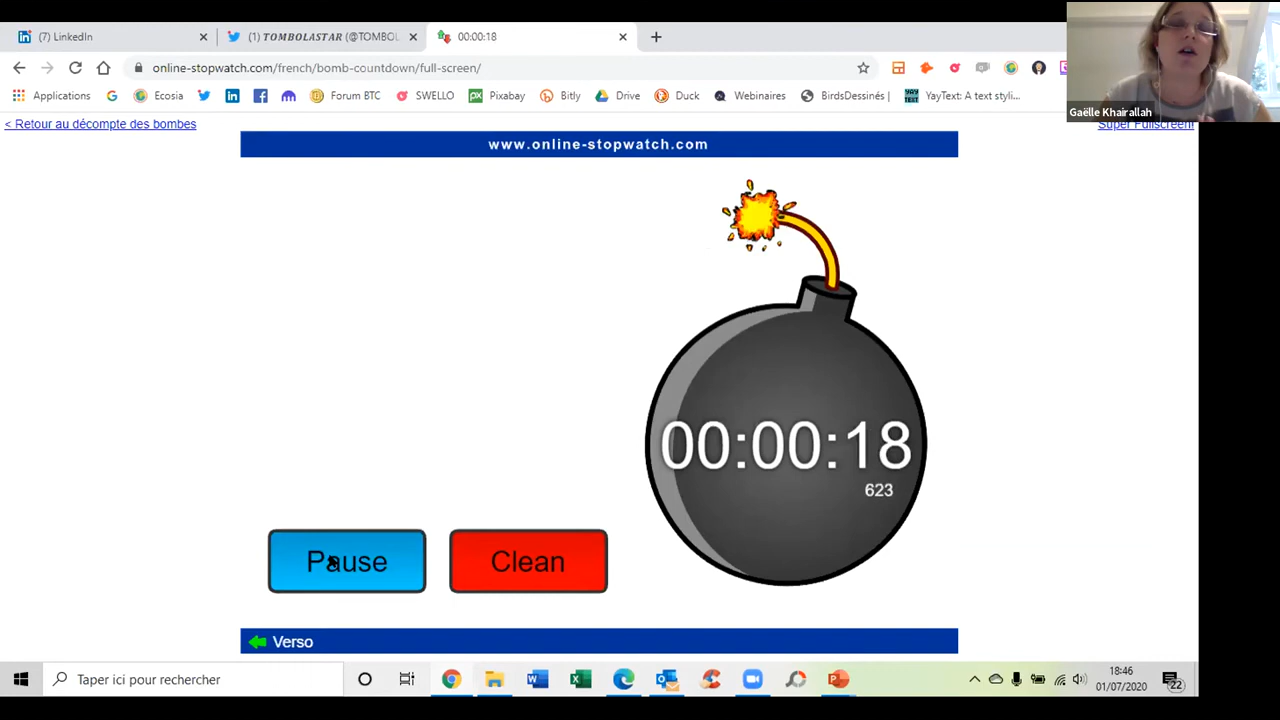 (7) LinkedIn
(1) 𝑻𝑶𝑴𝑩𝑶𝑳𝑨𝑺𝑻𝑨𝑹 (@TOMBOL
00:00:18
online-stopwatch.com/french/bomb-countdown/full-screen/
Applications Ecosia Forum BTC SWELLO Pixabay Bitly Drive Duck Webinaires BirdsDessinés | YayText: A text styli...
Gaëlle Khairallah
< Retour au décompte des bombes
Super Fullscreen!
www.online-stopwatch.com
00:00:18
623
Pause
Clean
Verso
Taper ici pour rechercher
18:46
01/07/2020
22